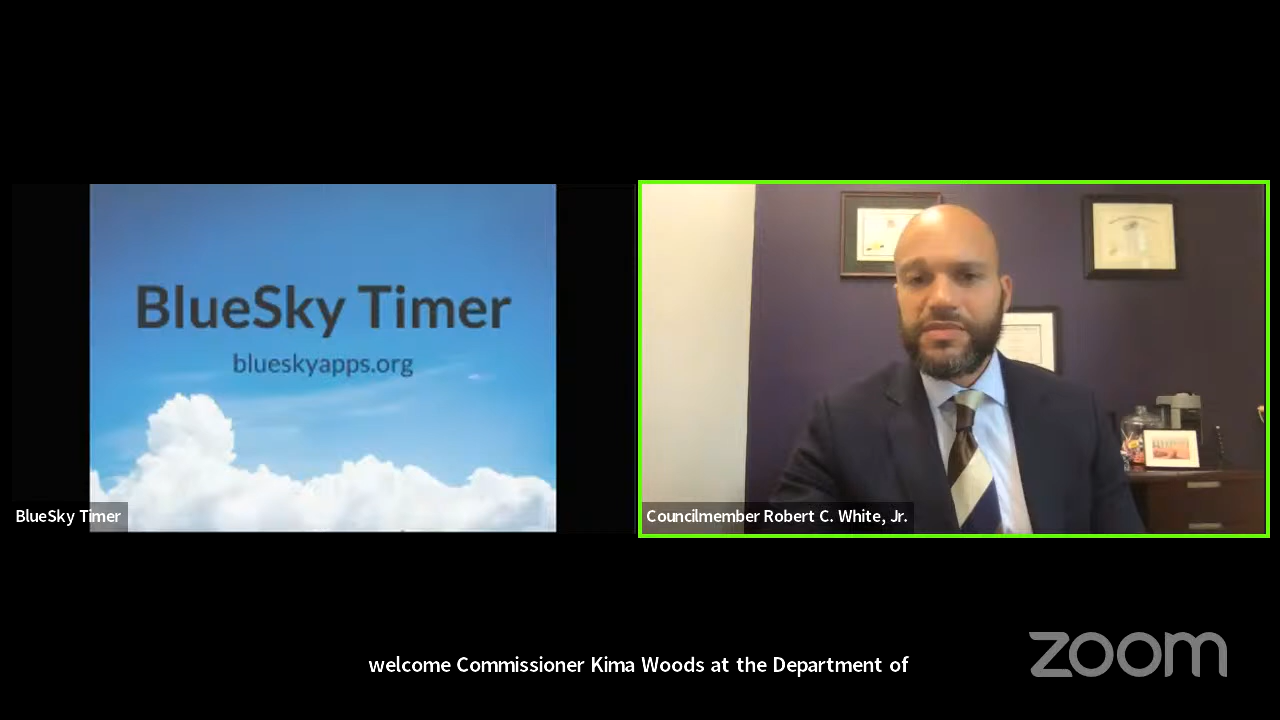 BlueSky Timer
blueskyapps.org
BlueSky Timer
Councilmember Robert C. White, Jr.
welcome Commissioner Kima Woods at the Department of
zoom